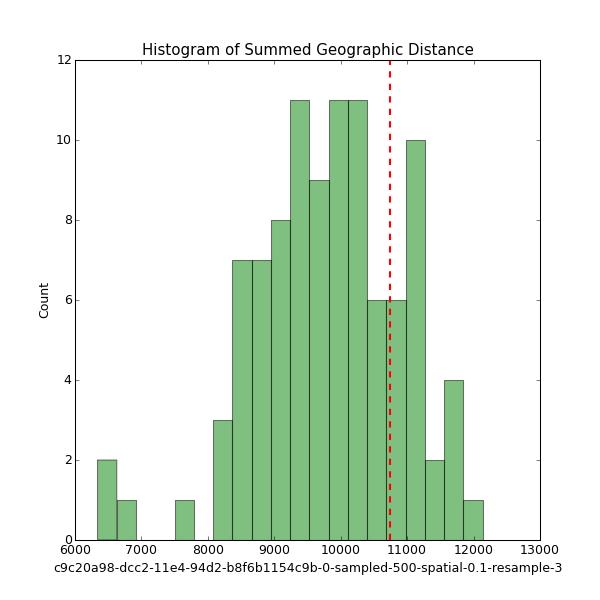 Histogram of Summed Geographic Distance
12
10
8
6
4
2
0
Count
6000 7000 8000 9000 10000 11000 12000 13000
c9c20a98-dcc2-11e4-94d2-b8f6b1154c9b-0-sampled-500-spatial-0.1-resample-3